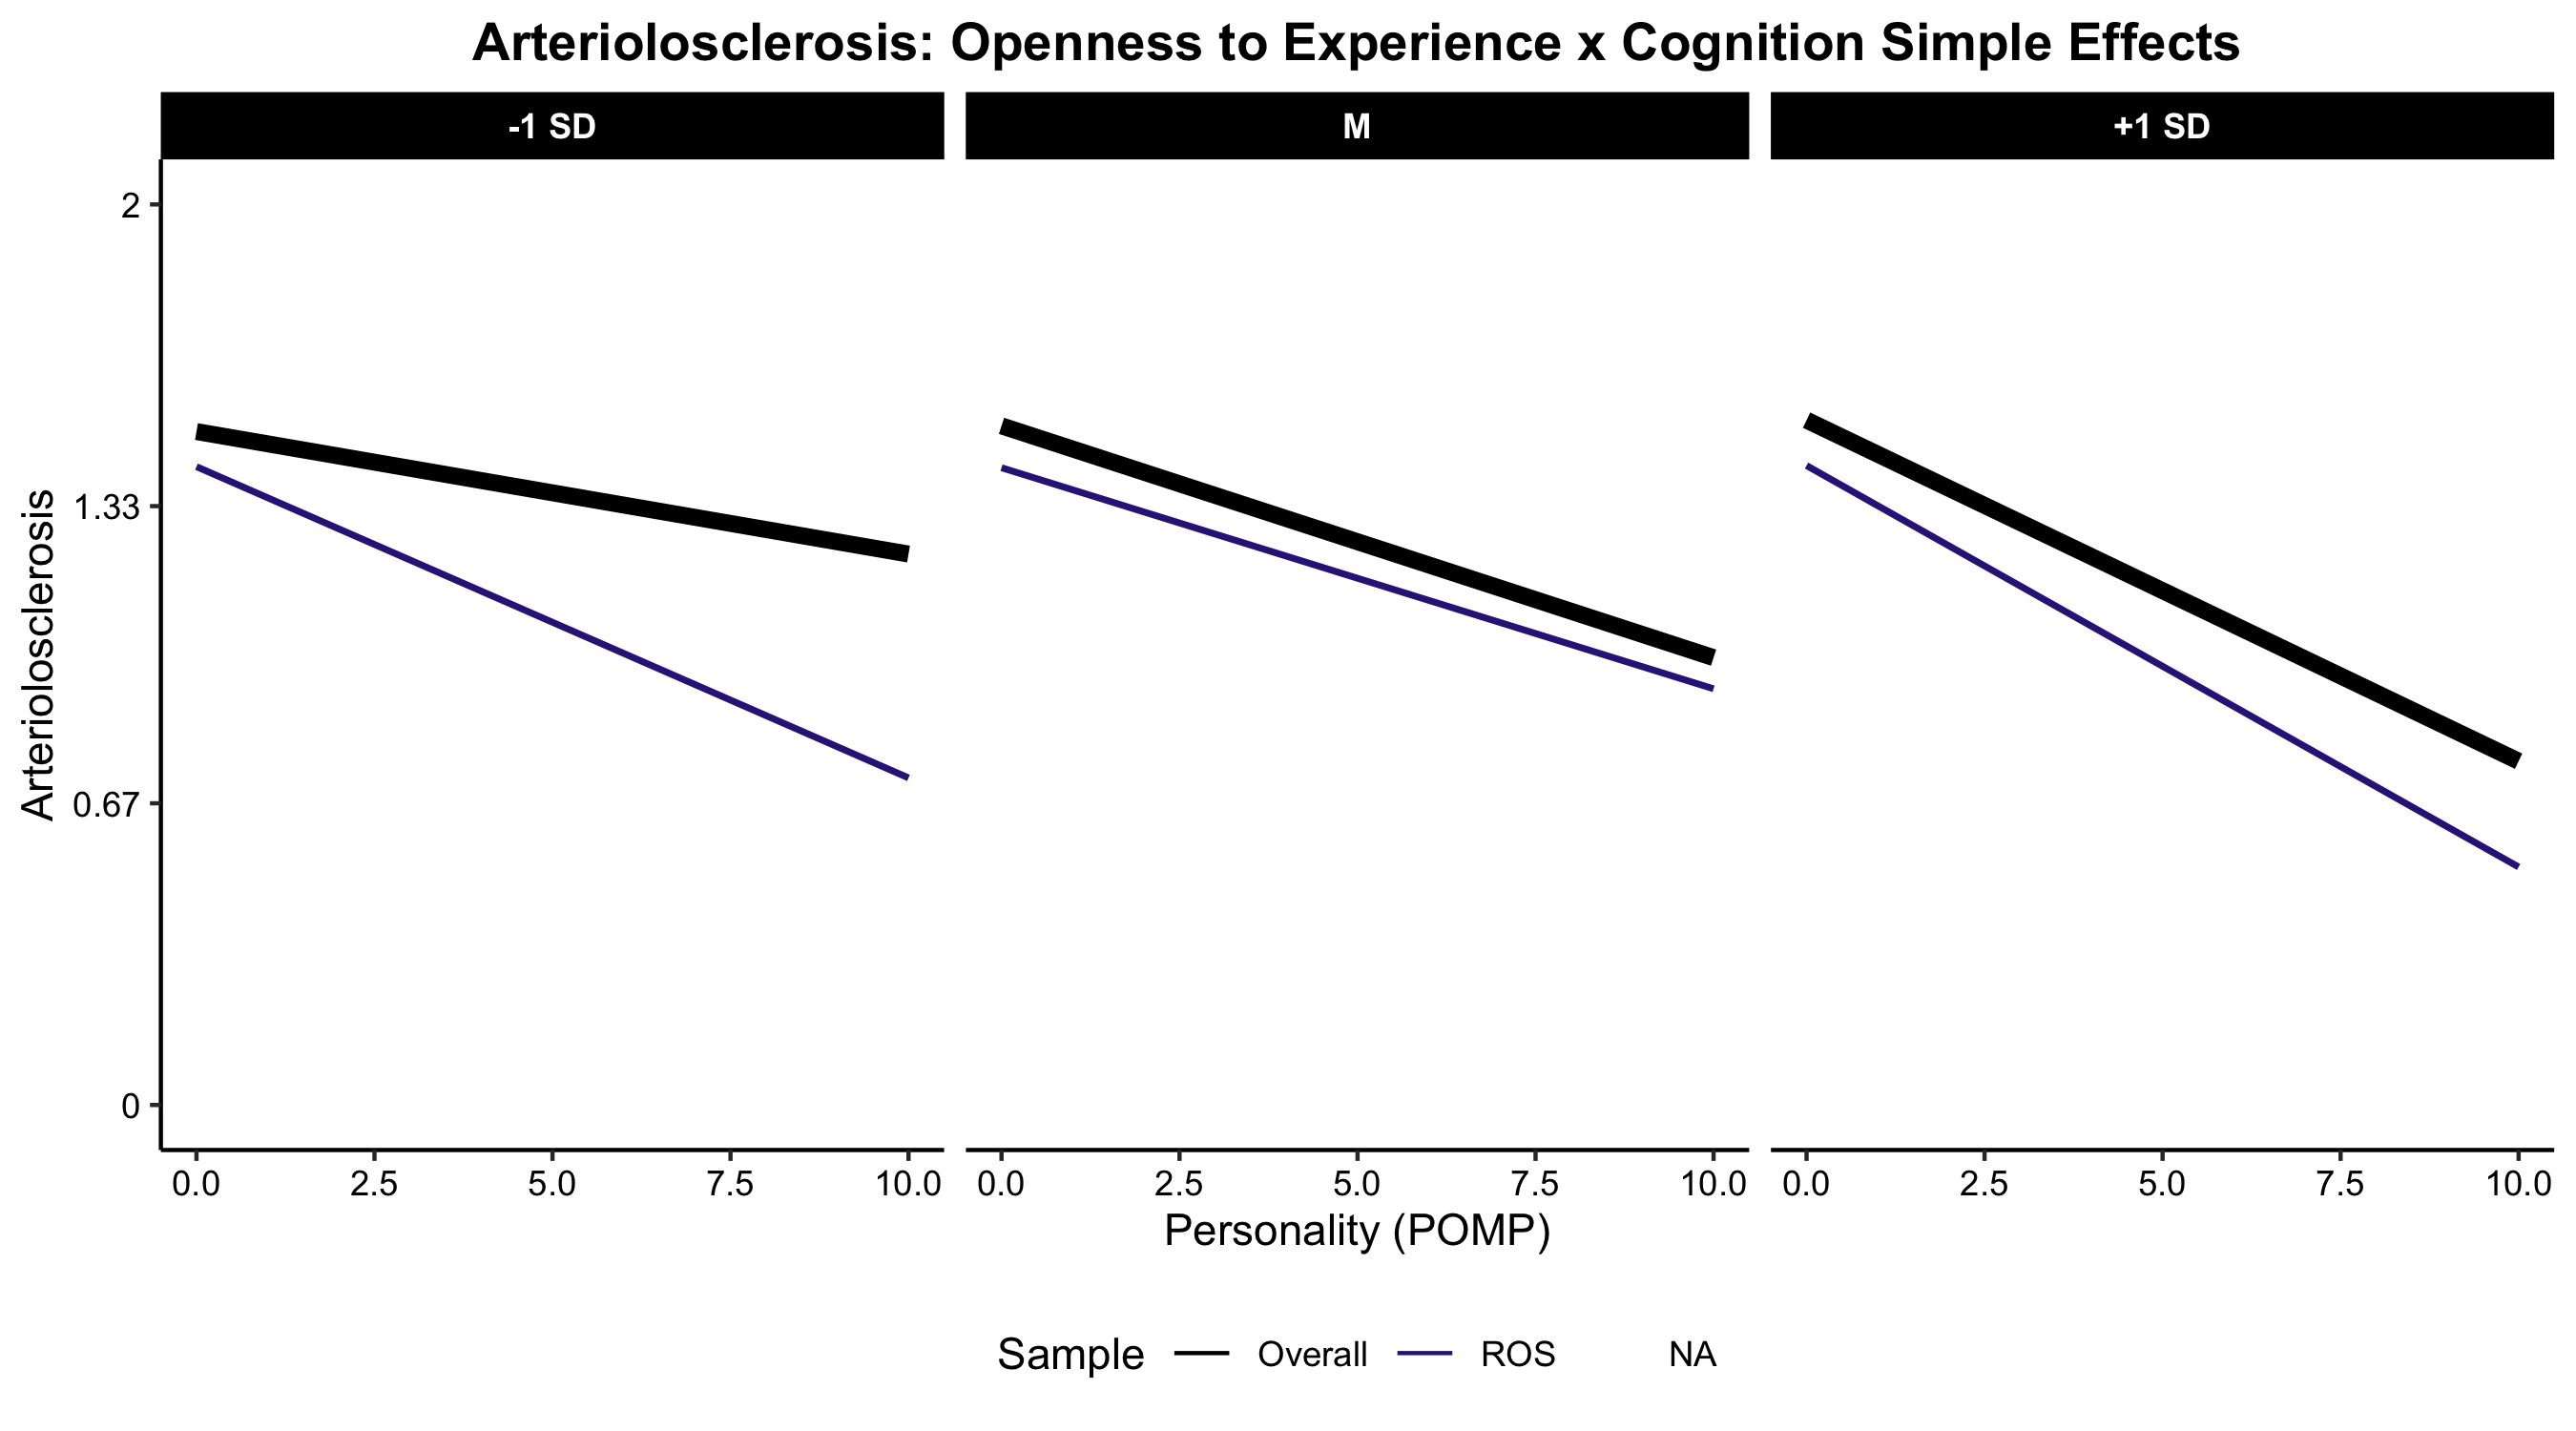 Arteriolosclerosis: Openness to Experience x Cognition Simple Effects
-1 SD M +1 SD
2
1.33
0.67
0
Arteriolosclerosis
0.0 2.5 5.0 7.5 10.0 0.0 2.5 5.0 7.5 10.0 0.0 2.5 5.0 7.5 10.0
Personality (POMP)
Sample Overall ROS NA